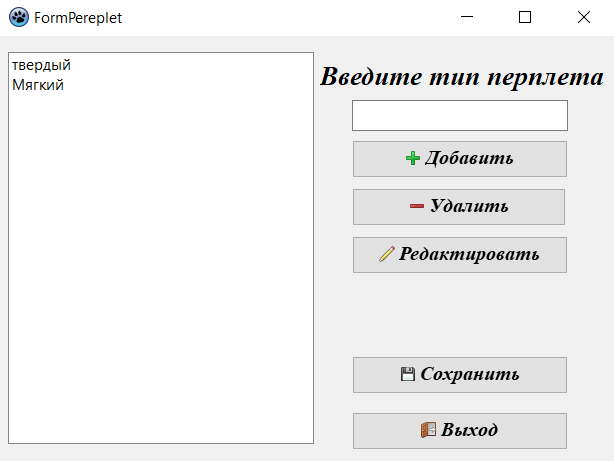 FormPereplet
твердый
Мягкий
Введите тип перплета
Добавить
Удалить
Редактировать
Сохранить
Выход